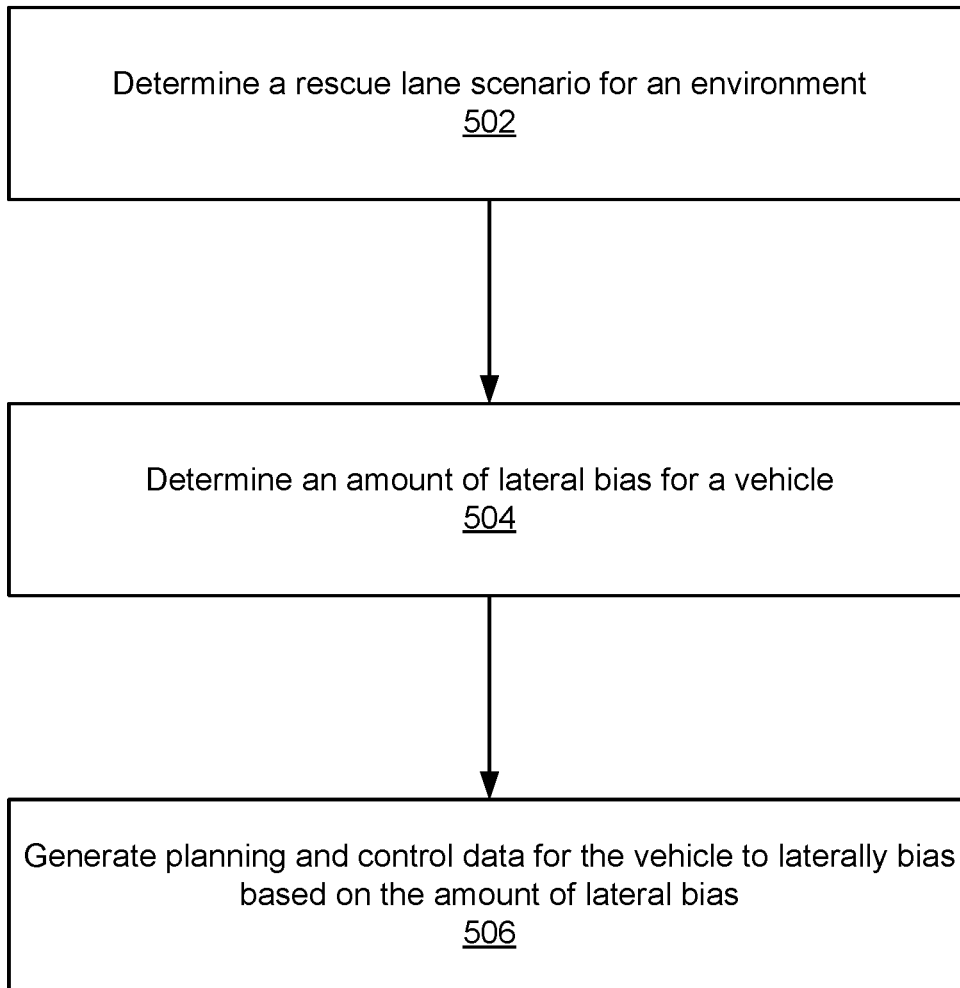 Determine a rescue lane scenario for an environment
502
Determine an amount of lateral bias for a vehicle
504
Generate planning and control data for the vehicle to laterally bias
based on the amount of lateral bias
506